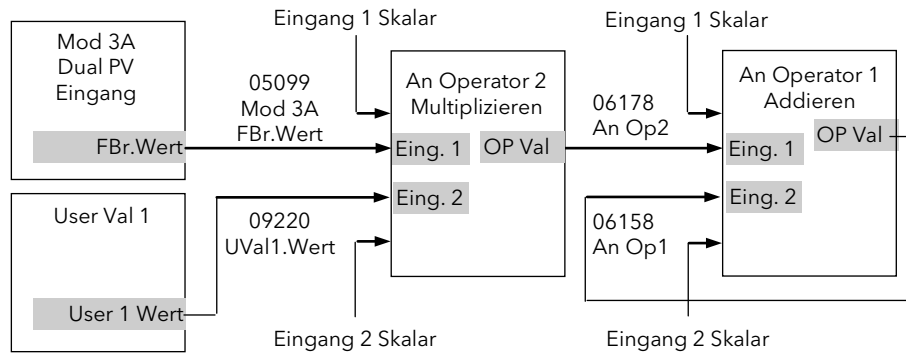 Mod 3A
Dual PV
Eingang
FBr.Wert
User Val 1
User 1 Wert
05099
Mod 3A
FBr.Wert
09220
UVal1.Wert
Eingang 1 Skalar
An Operator 2
Multiplizieren
Eing. 1
OP Val
Eing. 2
Eingang 2 Skalar
06178
An Op2
06158
An Op1
Eingang 1 Skalar
An Operator 1
Addieren
Eing. 1
OP Val
Eing. 2
Eingang 2 Skalar